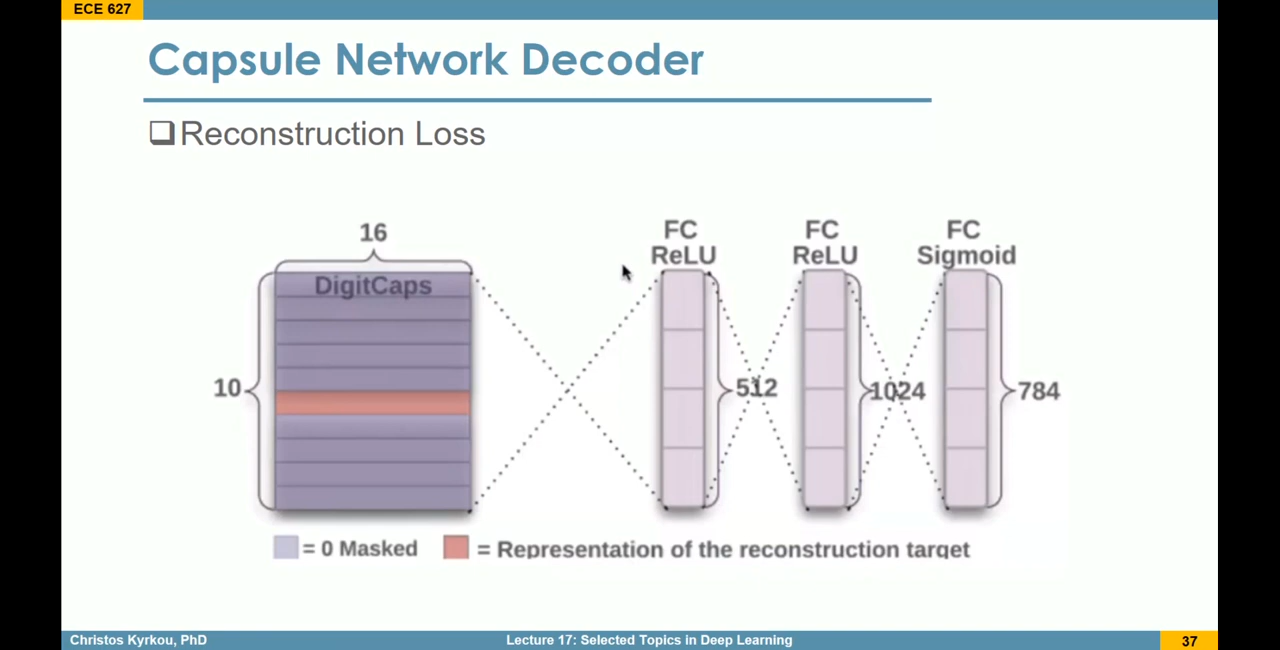 ECE 627
Capsule Network Decoder
❑Reconstruction Loss
16
DigitCaps
10
FC
ReLU
512
FC
ReLU
1024
FC
Sigmoid
784
= 0 Masked
= Representation of the reconstruction target
Christos Kyrkou, PhD
Lecture 17: Selected Topics in Deep Learning
37